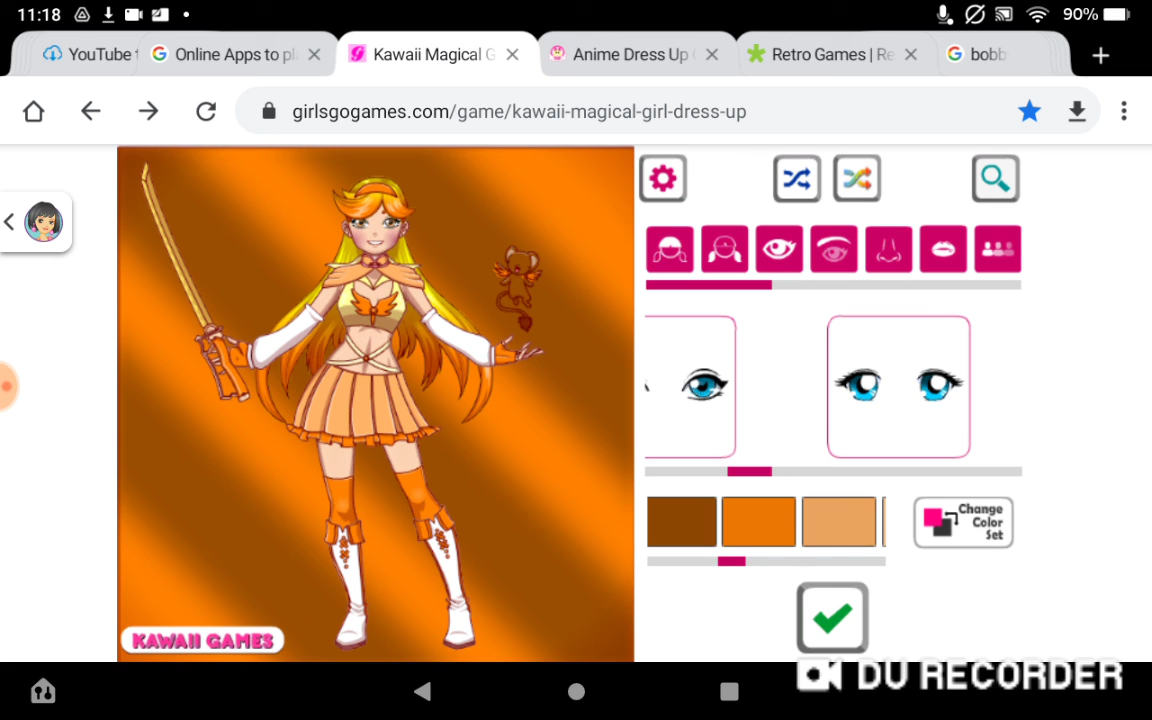 11:18
90%
YouTube
Online Apps to pl
Kawaii Magical G
Anime Dress Up
Retro Games | Re
bobb
girlsgogames.com/game/kawaii-magical-girl-dress-up
Change
Color
Set
KAWAII GAMES
DU RECORDER